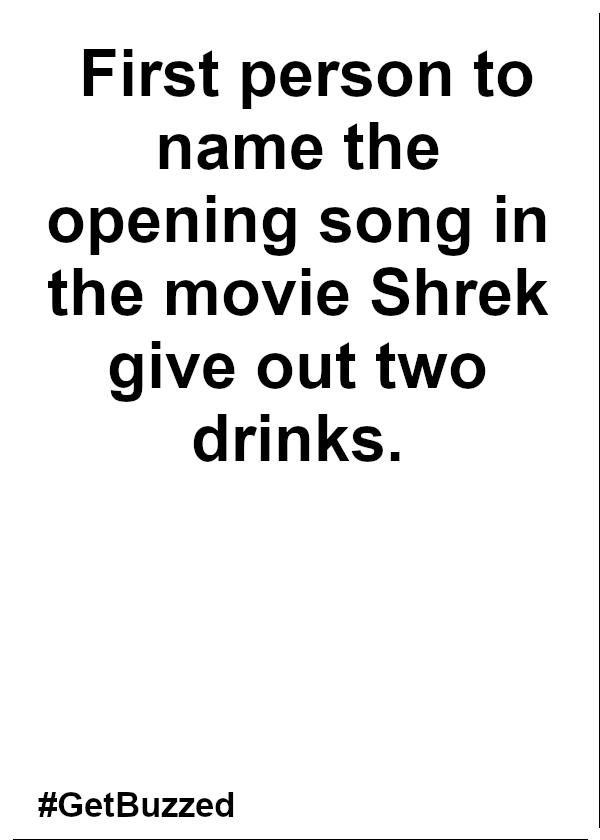 First person to
name the
opening song in
the movie Shrek
give out two
drinks.
#GetBuzzed